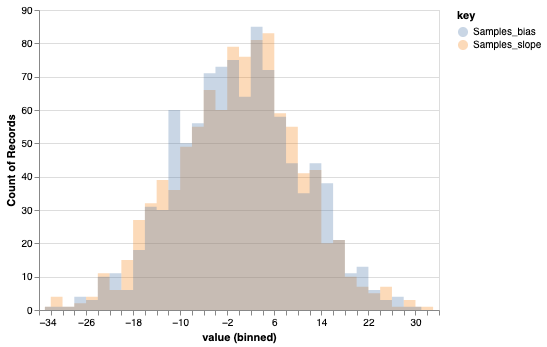 90
80
70
60
50
40
30
20
10
0
Count of Records
−34 −26 −18 −10 −2 6 14 22 30
value (binned)
key
Samples_bias
Samples_slope